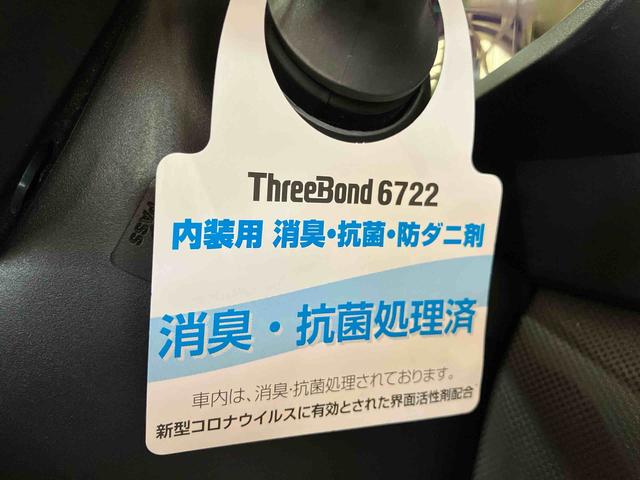 ThreeBond 6722
内装用 消臭・抗菌・防ダニ剤
消臭・抗菌処理済
車内は、消臭・抗菌処理されております。
新型コロナウイルスに有効とされた界面活性剤配合
PASS